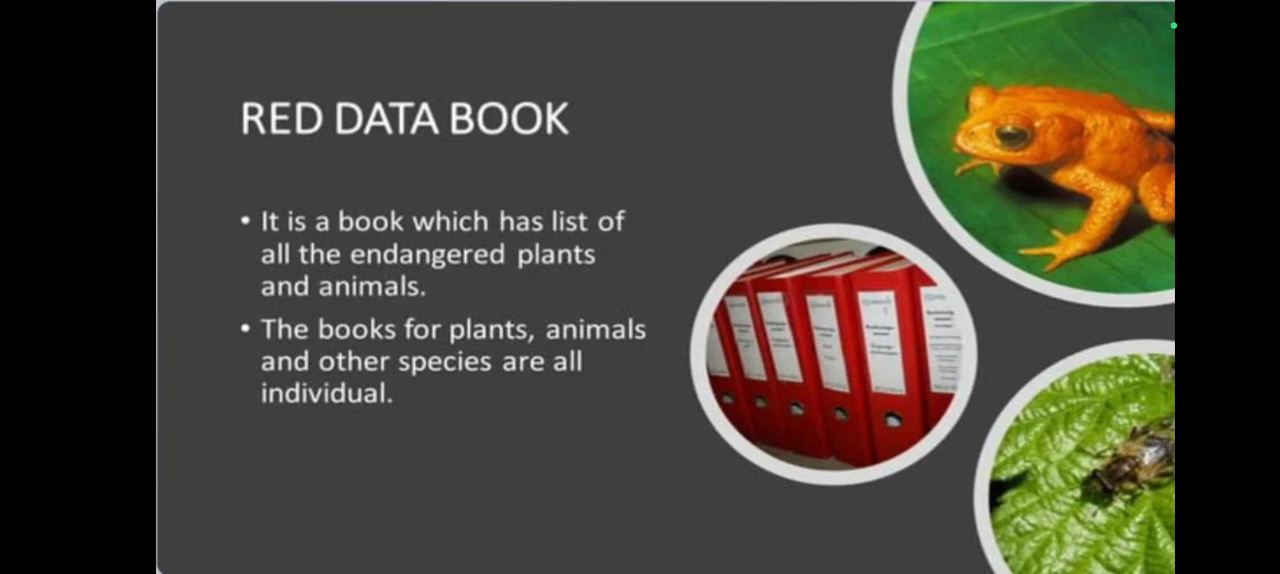 RED DATA BOOK
• It is a book which has list of
all the endangered plants
and animals.
• The books for plants, animals
and other species are all
individual.